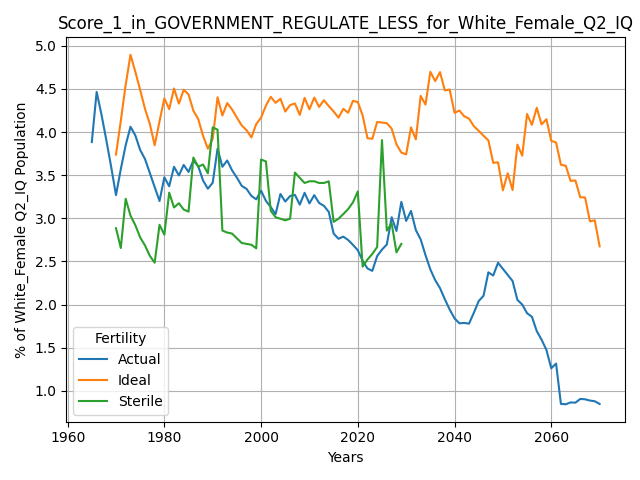 Score_1_in_GOVERNMENT_REGULATE_LESS_for_White_Female_Q2_IQ
% of White_Female Q2_IQ Population
5.0
4.5
4.0
3.5
3.0
2.5
2.0
1.5
1.0
Fertility
Actual
Ideal
Sterile
1960 1980 2000 2020 2040 2060
Years